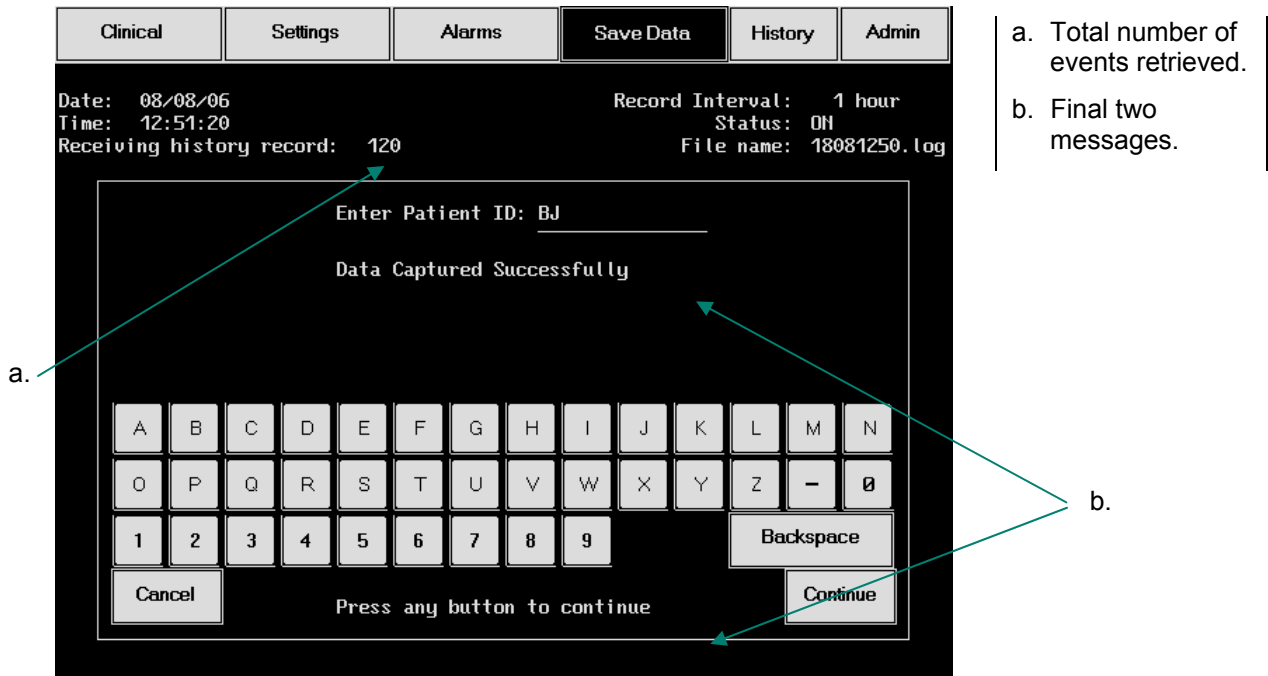 Clinical Settings Alarms Save Data History Admin
Date: 08/08/06 Record Interval: 1 hour
Time: 12:51:20 Status: ON
Receiving history record: 120 File name: 18081250.log
Enter Patient ID: BJ
Data Captured Successfully
A B C D E F G H I J K L M N
O P Q R S T U V W X Y Z – 0
1 2 3 4 5 6 7 8 9 Backspace
Cancel Press any button to continue Continue
a.
b.
a. Total number of
events retrieved.
b. Final two
messages.